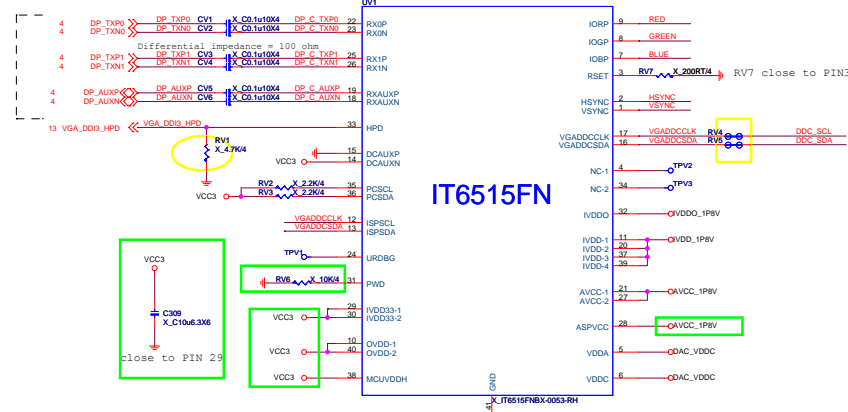 UV1
4 DP_TXP0 DP_TXP0 CV1 X_C0.1u10X4 DP_C_TXP0 22 RX0P
4 DP_TXN0 DP_TXN0 CV2 X_C0.1u10X4 DP_C_TXN0 23 RX0N
Differential impedance = 100 ohm
4 DP_TXP1 DP_TXP1 CV3 X_C0.1u10X4 DP_C_TXP1 25 RX1P
4 DP_TXN1 DP_TXN1 CV4 X_C0.1u10X4 DP_C_TXN1 26 RX1N
4 DP_AUXP DP_AUXP CV5 X_C0.1u10X4 DP_C_AUXP 19 RXAUXP
4 DP_AUXN DP_AUXN CV6 X_C0.1u10X4 DP_C_AUXN 18 RXAUXN
13 VGA_DDI3_HPD VGA_DDI3_HPD 33 HPD
RV1
X_4.7K/4
15 DCAUXP
VCC3 14 DCAUXN
RV2 X_2.2K/4 35 PCSCL
VCC3 RV3 X_2.2K/4 36 PCSDA
VGADDCCLK 12 ISPSCL
VGADDCSDA 13 ISPSDA
TPV1 24 URDBG
RV6 X_10K/4 31 PWD
VCC3
C309
X_C10u6.3X6
close to PIN 29
29 IVDD33-1
VCC3 30 IVDD33-2
10 OVDD-1
VCC3 40 OVDD-2
VCC3 38 MCUVDDH
IT6515FN
IORP 9 RED
IOGP 8 GREEN
IOBP 7 BLUE
RSET 3 RV7 X_200RT/4 RV7 close to PIN3
HSYNC 2 HSYNC
VSYNC 1 VSYNC
VGADDCCLK 17 VGADDCCLK RV4 DDC_SCL
VGADDCSDA 16 VGADDCSDA RV5 DDC_SDA
NC-1 4 TPV2
NC-2 34 TPV3
IVDDO 32 IVDDO_1P8V
IVDD-1 11 IVDD_1P8V
IVDD-2 20
IVDD-3 37
IVDD-4 39
AVCC-1 21 AVCC_1P8V
AVCC-2 27
ASPVCC 28 AVCC_1P8V
VDDA 5 DAC_VDDC
VDDC 6 DAC_VDDC
GND
41 X_IT6515FNBX-0053-RH